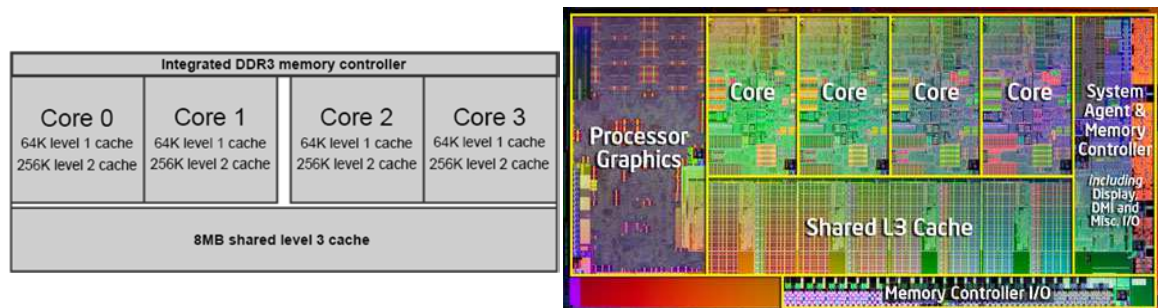 Integrated DDR3 memory controller
Core 0
64K level 1 cache
256K level 2 cache
Core 1
64K level 1 cache
256K level 2 cache
Core 2
64K level 1 cache
256K level 2 cache
Core 3
64K level 1 cache
256K level 2 cache
8MB shared level 3 cache
Processor
Graphics
Core
Core
Core
Core
System
Agent &
Memory
Controller
including
Display,
DMI and
Misc. I/O
Shared L3 Cache
Memory Controller I/O